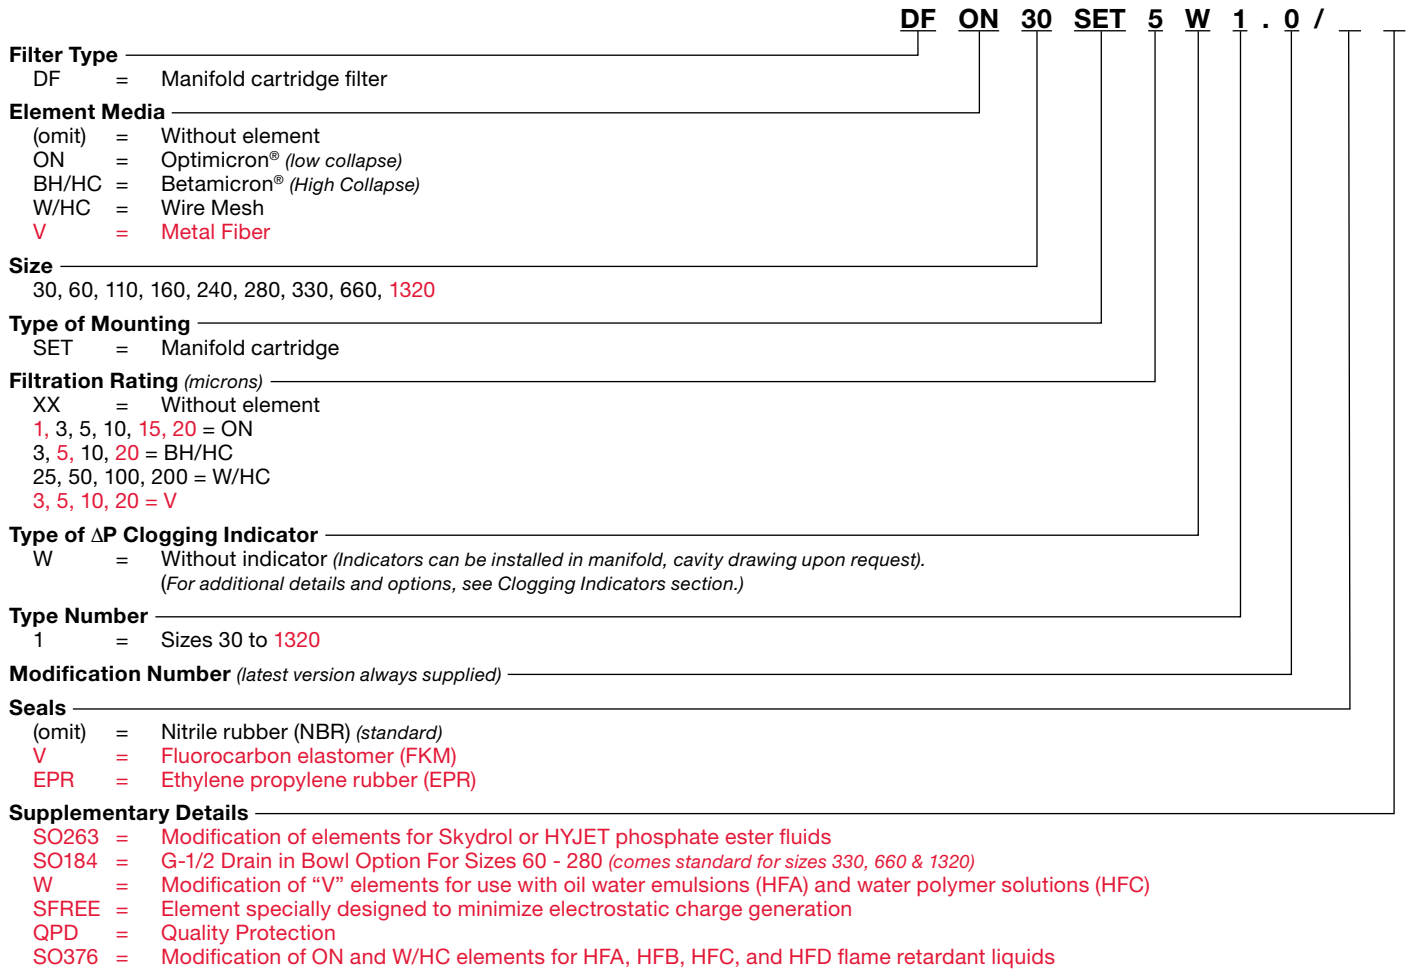 DF ON 30 SET 5 W 1 . 0 / _ _
Filter Type
DF = Manifold cartridge filter
Element Media
(omit) = Without element
ON = Optimicron® (low collapse)
BH/HC = Betamicron® (High Collapse)
W/HC = Wire Mesh
V = Metal Fiber
Size
30, 60, 110, 160, 240, 280, 330, 660, 1320
Type of Mounting
SET = Manifold cartridge
Filtration Rating (microns)
XX = Without element
1, 3, 5, 10, 15, 20 = ON
3, 5, 10, 20 = BH/HC
25, 50, 100, 200 = W/HC
3, 5, 10, 20 = V
Type of ΔP Clogging Indicator
W = Without indicator (Indicators can be installed in manifold, cavity drawing upon request).
(For additional details and options, see Clogging Indicators section.)
Type Number
1 = Sizes 30 to 1320
Modification Number (latest version always supplied)
Seals
(omit) = Nitrile rubber (NBR) (standard)
V = Fluorocarbon elastomer (FKM)
EPR = Ethylene propylene rubber (EPR)
Supplementary Details
SO263 = Modification of elements for Skydrol or HYJET phosphate ester fluids
SO184 = G-1/2 Drain in Bowl Option For Sizes 60 - 280 (comes standard for sizes 330, 660 & 1320)
W = Modification of “V” elements for use with oil water emulsions (HFA) and water polymer solutions (HFC)
SFREE = Element specially designed to minimize electrostatic charge generation
QPD = Quality Protection
SO376 = Modification of ON and W/HC elements for HFA, HFB, HFC, and HFD flame retardant liquids